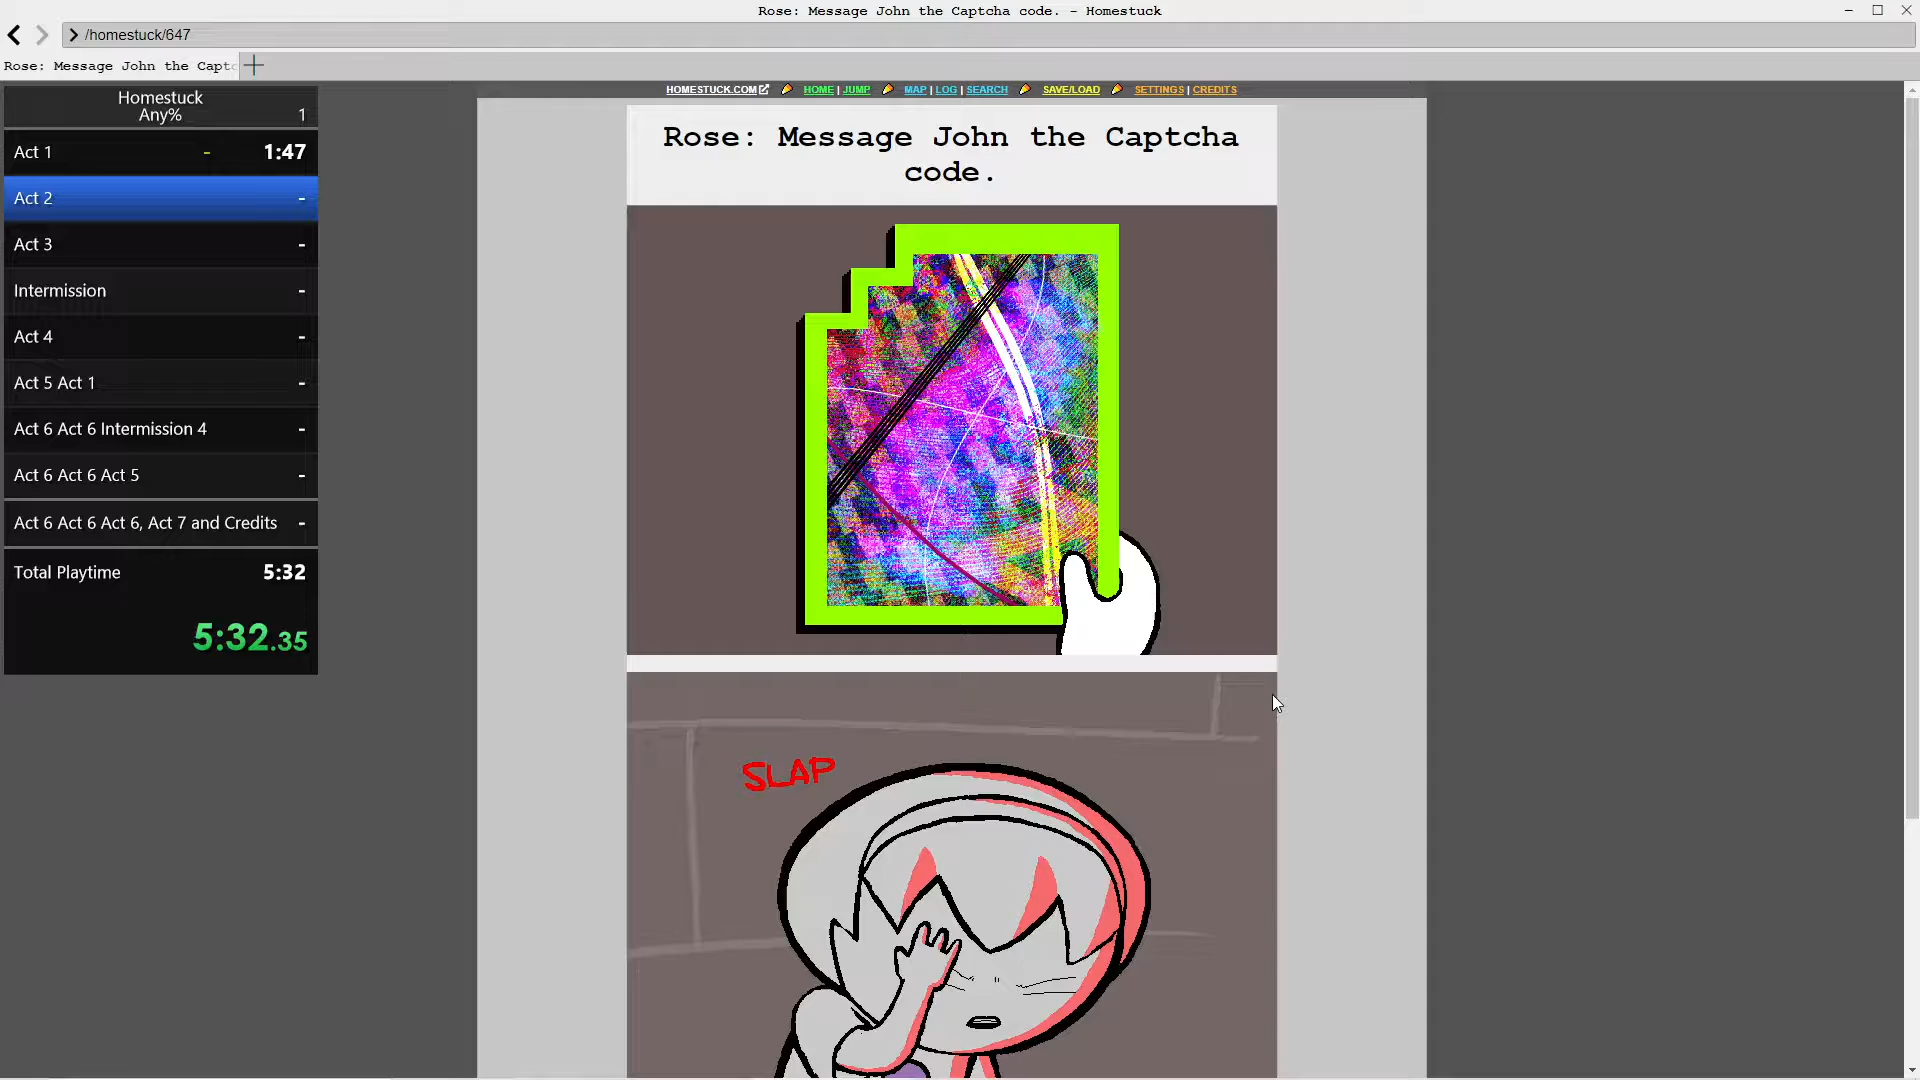 Rose: Message John the Captcha code. - Homestuck
/homestuck/647
Rose: Message John the Captc
HOMESTUCK.COM HOME | JUMP MAP | LOG | SEARCH SAVE/LOAD SETTINGS | CREDITS
Homestuck
Any% 1
Act 1 - 1:47
Act 2 -
Act 3 -
Intermission -
Act 4 -
Act 5 Act 1 -
Act 6 Act 6 Intermission 4 -
Act 6 Act 6 Act 5 -
Act 6 Act 6 Act 6, Act 7 and Credits -
Total Playtime 5:32
5:32.35
Rose: Message John the Captcha
code.
SLAP